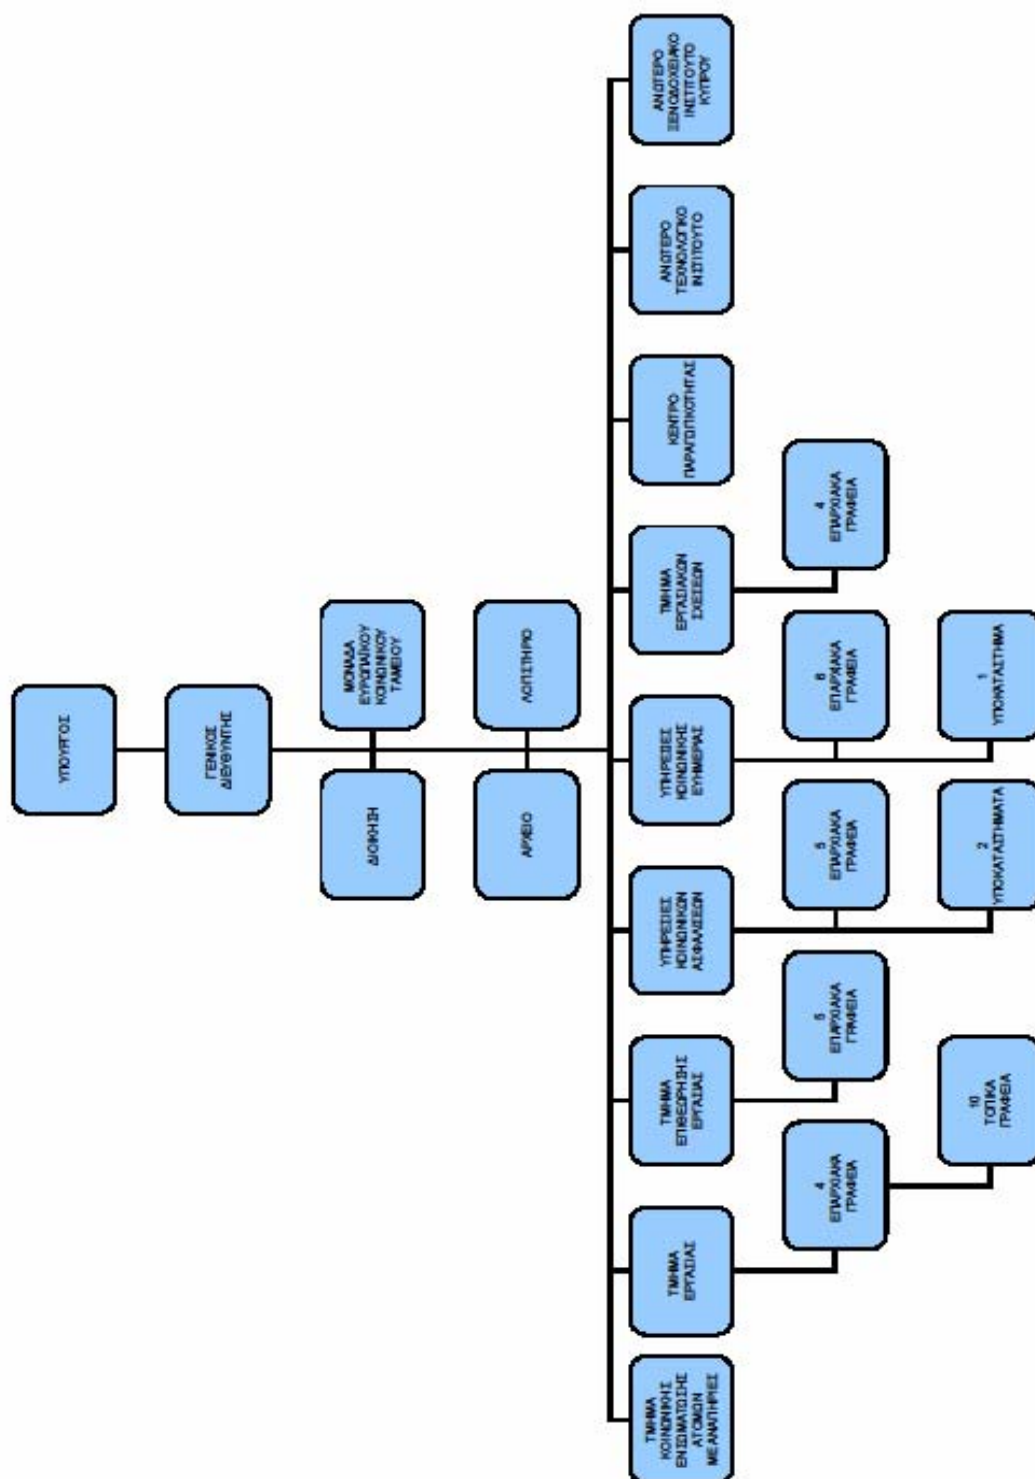 ΥΠΟΥΡΓΟΣ
ΓΕΝΙΚΟΣ
ΔΙΕΥΘΥΝΤΗΣ
ΔΙΟΙΚΗΣΗ
ΜΟΝΑΔΑ
ΕΥΡΩΠΑΪΚΟΥ
ΚΟΙΝΩΝΙΚΟΥ
ΤΑΜΕΙΟΥ
ΑΡΧΕΙΟ
ΛΟΓΙΣΤΗΡΙΟ
ΤΜΗΜΑ
ΚΟΙΝΩΝΙΚΗΣ
ΕΝΣΩΜΑΤΩΣΗΣ
ΑΤΟΜΩΝ
ΜΕ ΑΝΑΠΗΡΙΕΣ
ΤΜΗΜΑ
ΕΡΓΑΣΙΑΣ
ΤΜΗΜΑ
ΕΠΙΘΕΩΡΗΣΗΣ
ΕΡΓΑΣΙΑΣ
ΥΠΗΡΕΣΙΕΣ
ΚΟΙΝΩΝΙΚΩΝ
ΑΣΦΑΛΙΣΕΩΝ
ΥΠΗΡΕΣΙΕΣ
ΚΟΙΝΩΝΙΚΗΣ
ΕΥΗΜΕΡΙΑΣ
ΤΜΗΜΑ
ΕΡΓΑΣΙΑΚΩΝ
ΣΧΕΣΕΩΝ
ΚΕΝΤΡΟ
ΠΑΡΑΓΩΓΙΚΟΤΗΤΑΣ
ΑΝΩΤΕΡΟ
ΤΕΧΝΟΛΟΓΙΚΟ
ΙΝΣΤΙΤΟΥΤΟ
ΑΝΩΤΕΡΟ
ΞΕΝΟΔΟΧΕΙΑΚΟ
ΙΝΣΤΙΤΟΥΤΟ
ΚΥΠΡΟΥ
4
ΕΠΑΡΧΙΑΚΑ
ΓΡΑΦΕΙΑ
5
ΕΠΑΡΧΙΑΚΑ
ΓΡΑΦΕΙΑ
5
ΕΠΑΡΧΙΑΚΑ
ΓΡΑΦΕΙΑ
6
ΕΠΑΡΧΙΑΚΑ
ΓΡΑΦΕΙΑ
4
ΕΠΑΡΧΙΑΚΑ
ΓΡΑΦΕΙΑ
10
ΤΟΠΙΚΑ
ΓΡΑΦΕΙΑ
2
ΥΠΟΚΑΤΑΣΤΗΜΑΤΑ
1
ΥΠΟΚΑΤΑΣΤΗΜΑ